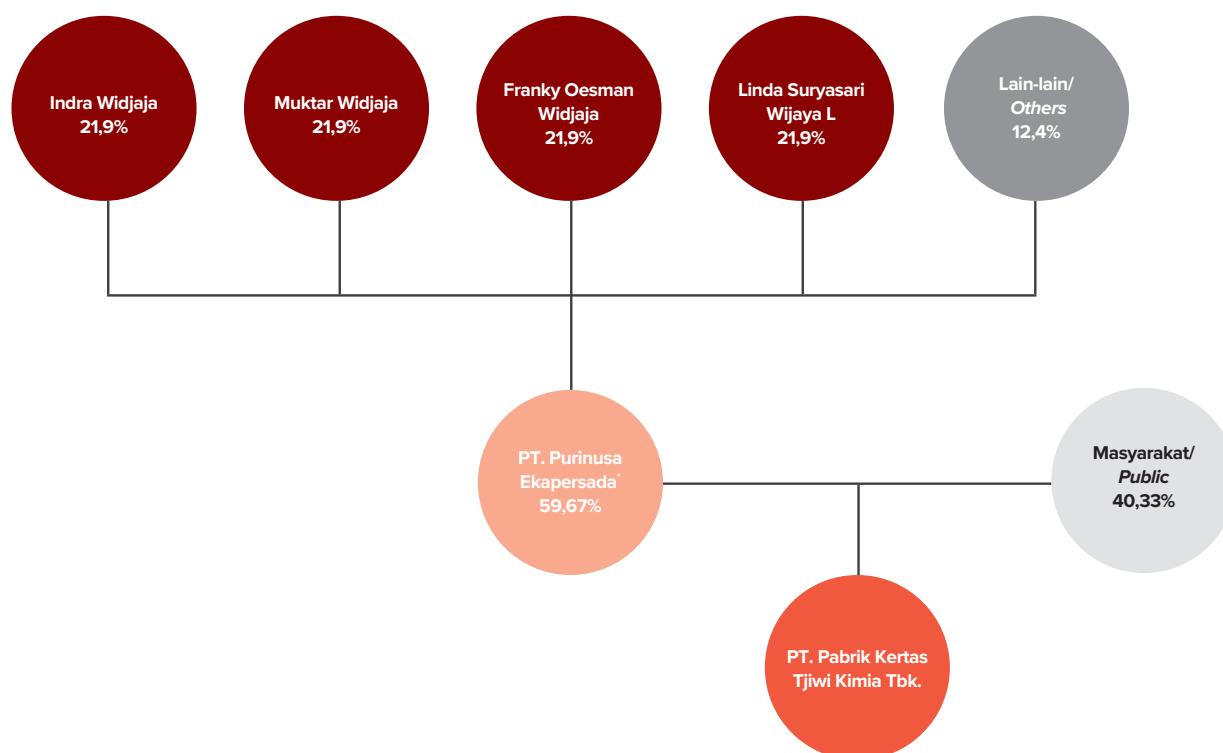 Indra Widjaja
21,9%
Muktar Widjaja
21,9%
Franky Oesman
Widjaja
21,9%
Linda Suryasari
Wijaya L
21,9%
Lain-lain/
Others
12,4%
PT. Purinusa
Ekapersada*
59,67%
Masyarakat/
Public
40,33%
PT. Pabrik Kertas
Tjiwi Kimia Tbk.